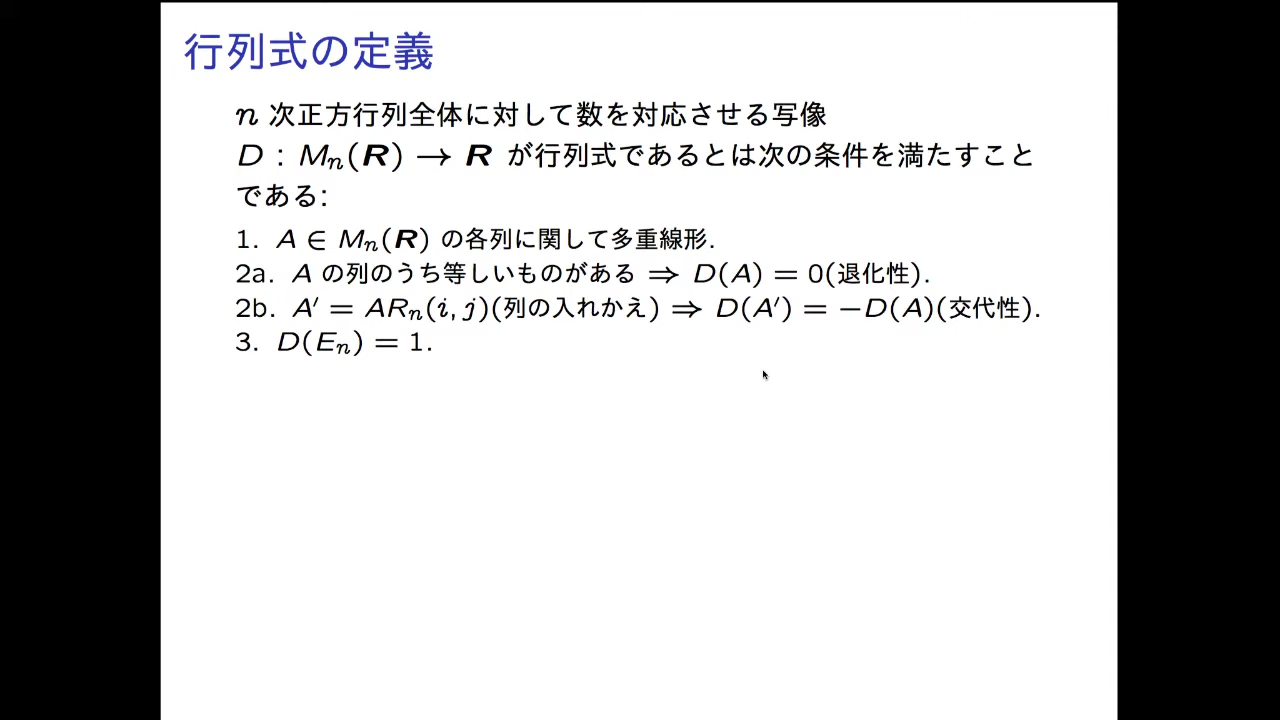 行列式の定義
n 次正方行列全体に対して数を対応させる写像
D : Mn(R) → R が行列式であるとは次の条件を満たすこと
である:
1. A ∈ Mn(R) の各列に関して多重線形.
2a. A の列のうち等しいものがある ⇒ D(A) = 0(退化性).
2b. A′ = ARn(i, j)(列の入れかえ) ⇒ D(A′) = −D(A)(交代性).
3. D(En) = 1.